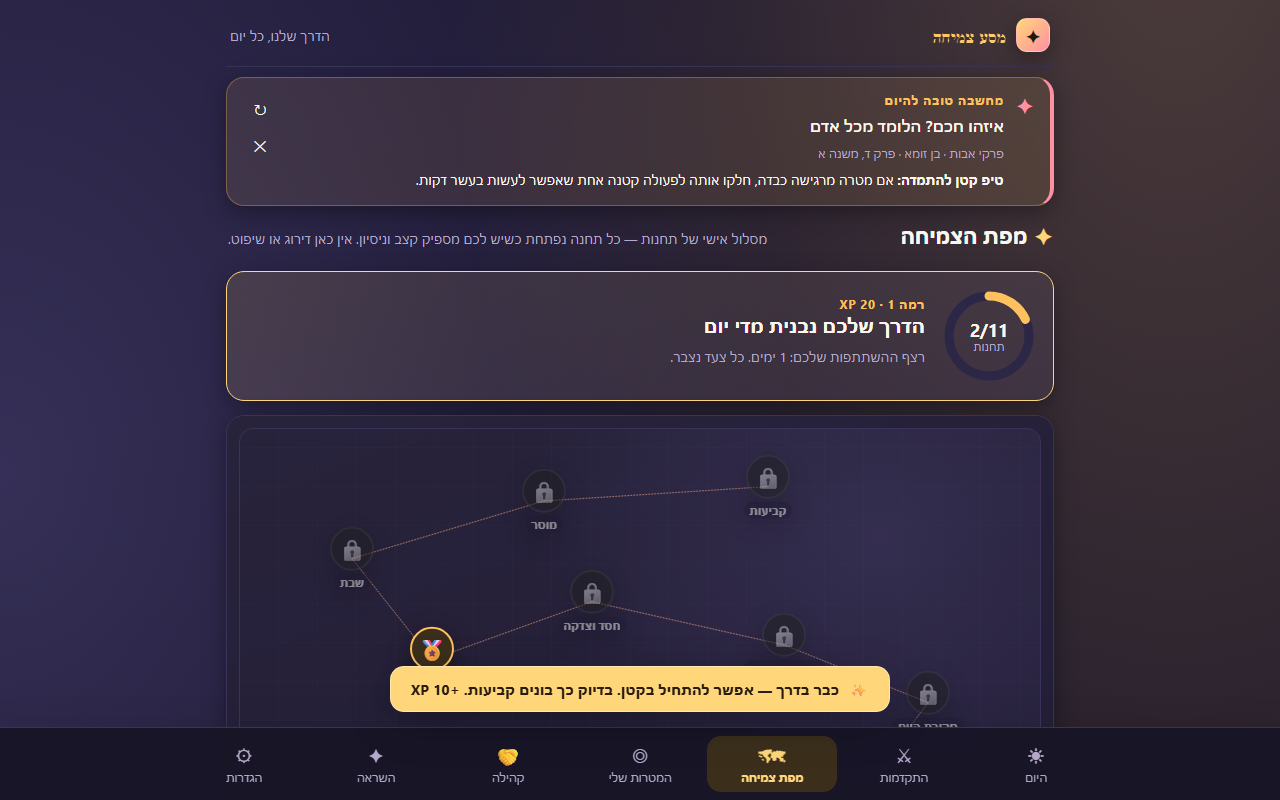 מסע צמיחה
הדרך שלנו, כל יום
מחשבה טובה להיום
איזהו חכם? הלומד מכל אדם
פרקי אבות · בן זומא · פרק ד, משנה א
טיפ קטן להתמדה: אם מטרה מרגישה כבדה, חלקו אותה לפעולה קטנה אחת שאפשר לעשות בעשר דקות.
מפת הצמיחה
מסלול אישי של תחנות — כל תחנה נפתחת כשיש לכם מספיק קצב וניסיון. אין כאן דירוג או שיפוט.
2/11
תחנות
רמה 1 · 20 XP
הדרך שלכם נבנית מדי יום
רצף ההשתתפות שלכם: 1 ימים. כל צעד נצבר.
קביעות
מוסר
שבת
חסד וצדקה
כבר בדרך — אפשר להתחיל בקטן. בדיוק כך בונים קביעות. +10 XP
היום
התקדמות
מפת צמיחה
המטרות שלי
קהילה
השראה
הגדרות